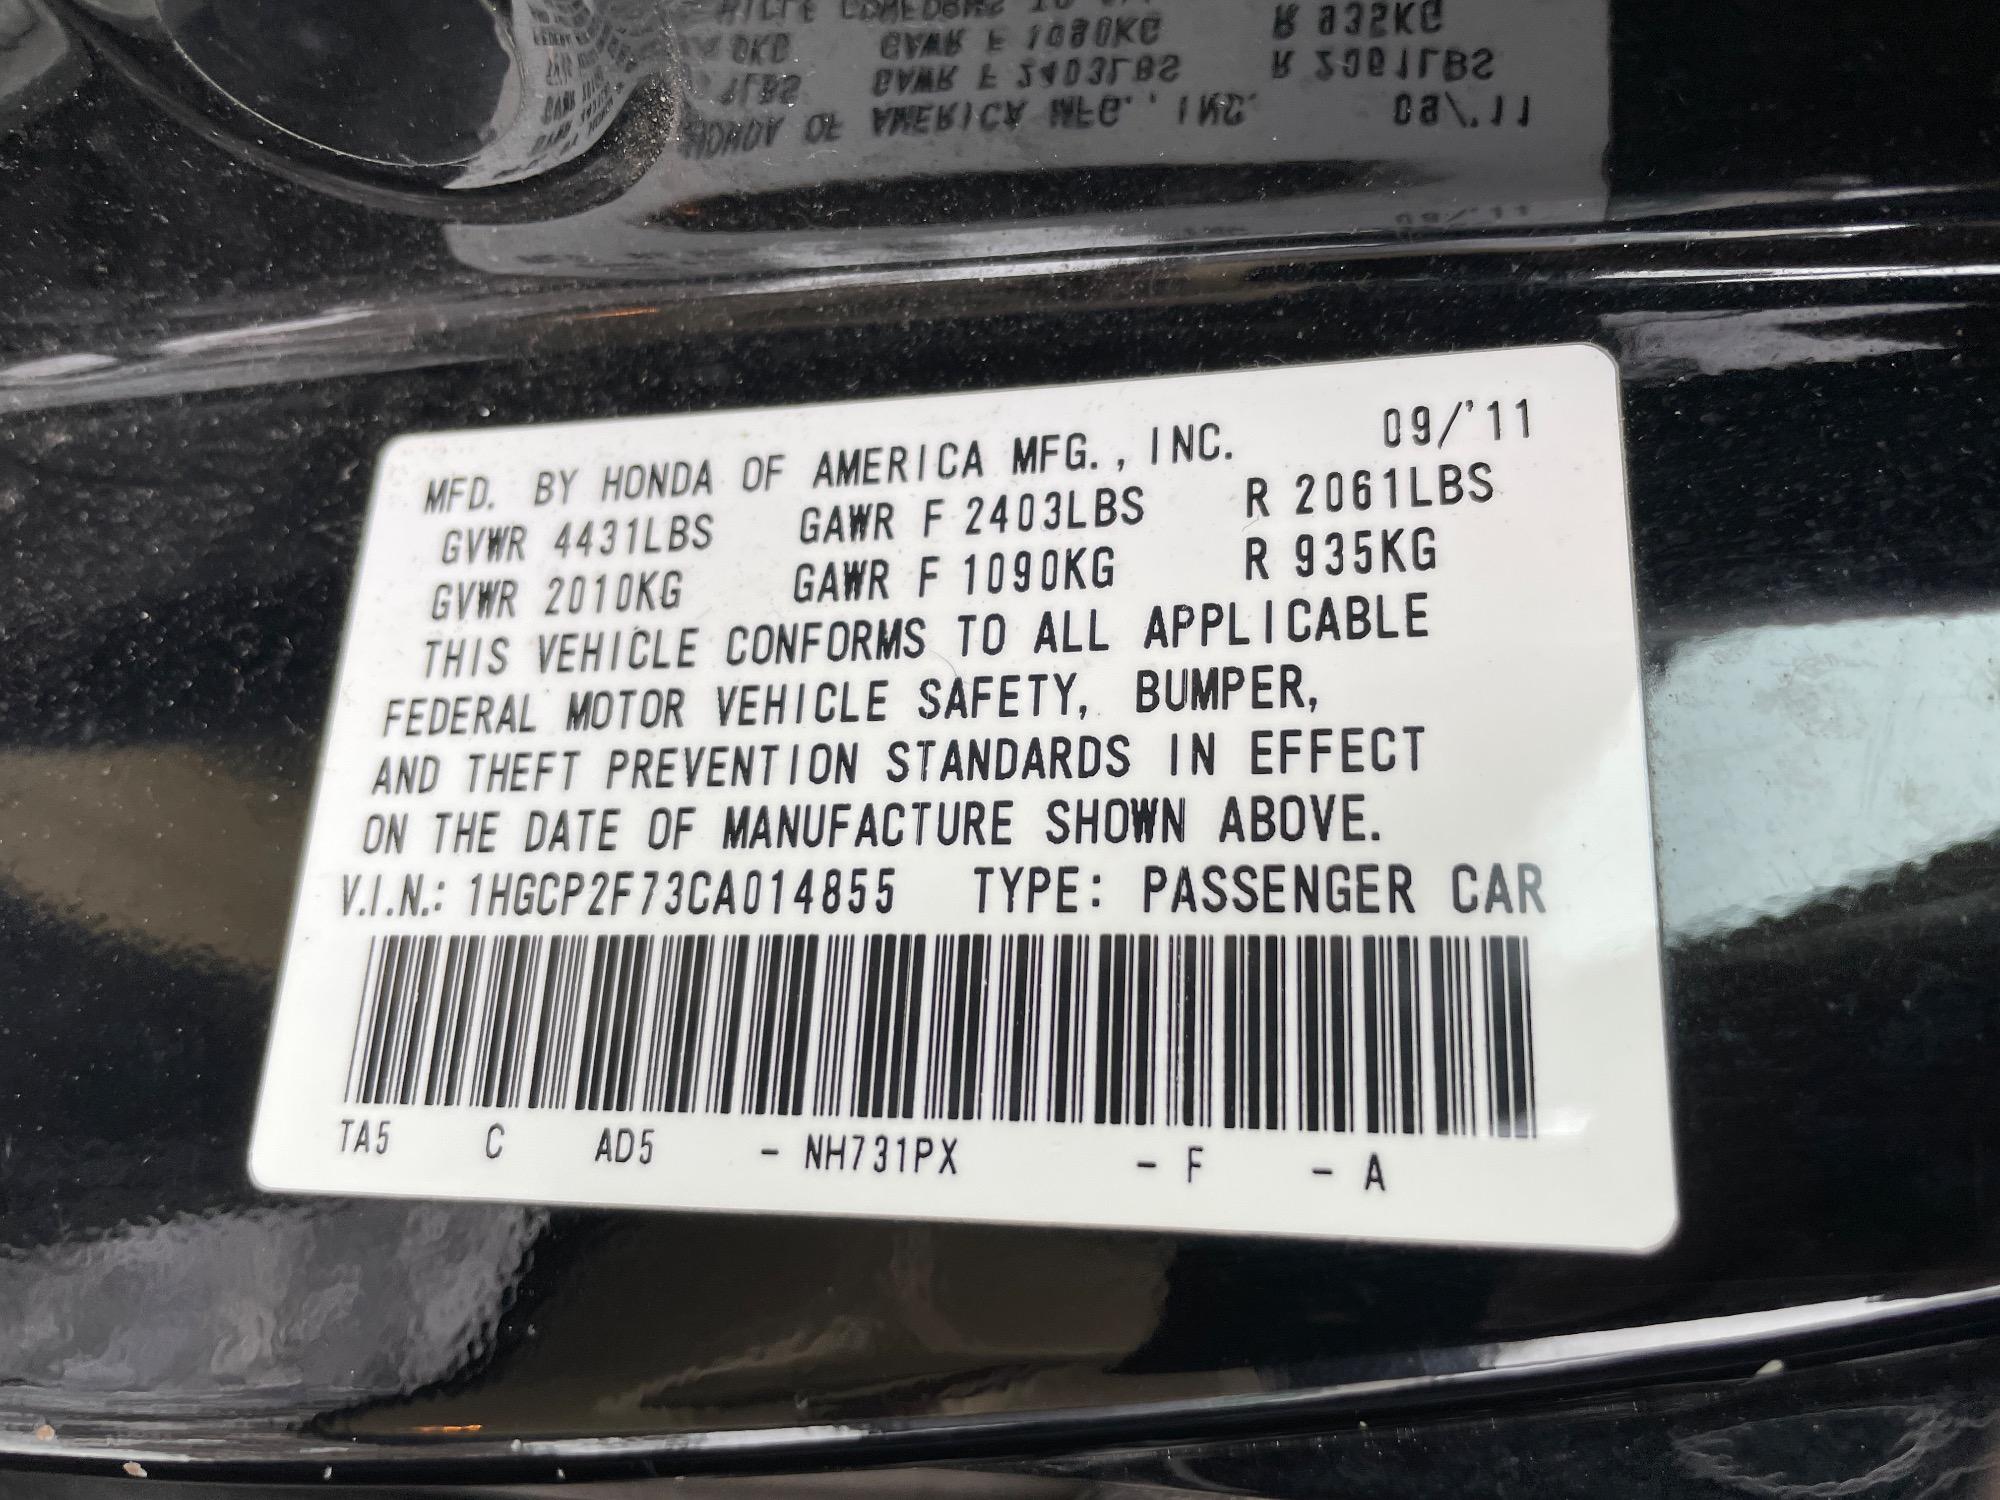 MFD. BY HONDA OF AMERICA MFG., INC. 09/'11
GVWR 4431LBS GAWR F 2403LBS R 2061LBS
GVWR 2010KG GAWR F 1090KG R 935KG
THIS VEHICLE CONFORMS TO ALL APPLICABLE
FEDERAL MOTOR VEHICLE SAFETY, BUMPER,
AND THEFT PREVENTION STANDARDS IN EFFECT
ON THE DATE OF MANUFACTURE SHOWN ABOVE.
V.I.N.: 1HGCP2F73CA014855 TYPE: PASSENGER CAR
TA5 C AD5 - NH731PX - F - A